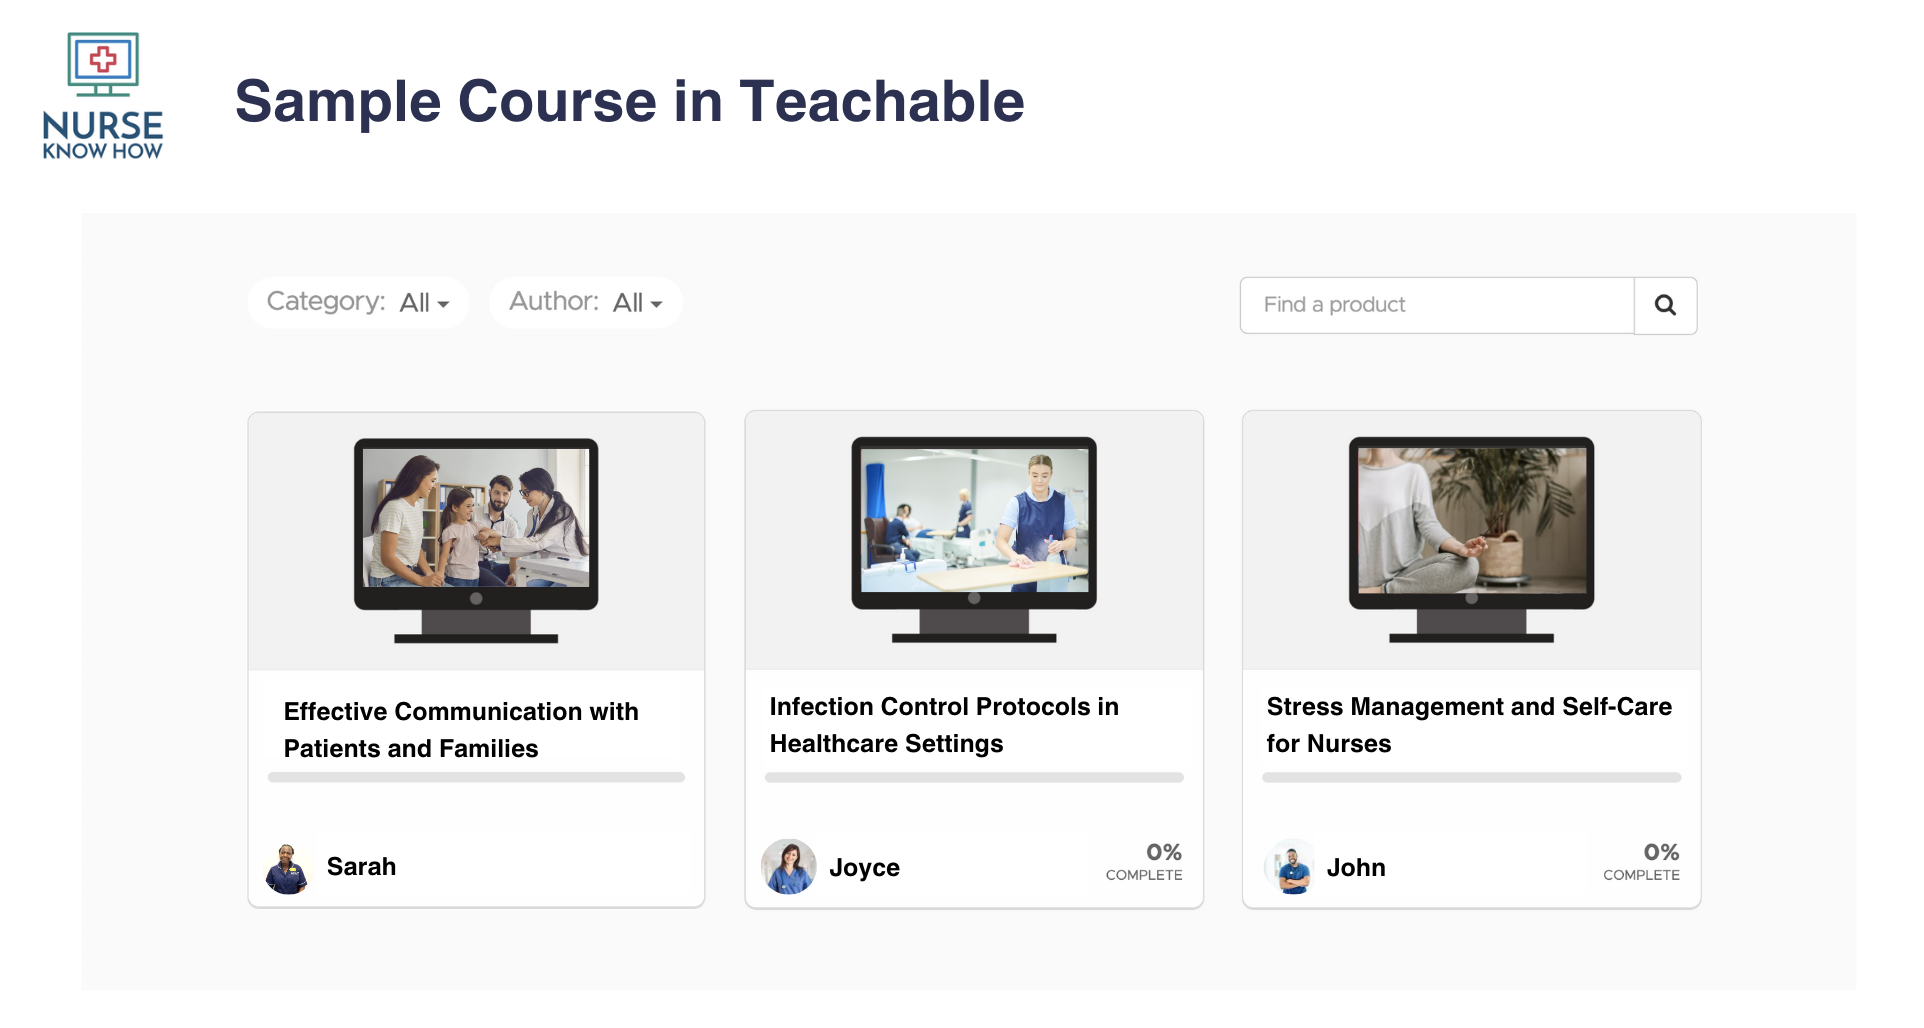 NURSE
KNOW HOW
Sample Course in Teachable
Category: All
Author: All
Find a product
Effective Communication with
Patients and Families
Sarah
Infection Control Protocols in
Healthcare Settings
Joyce
0%
COMPLETE
Stress Management and Self-Care
for Nurses
John
0%
COMPLETE